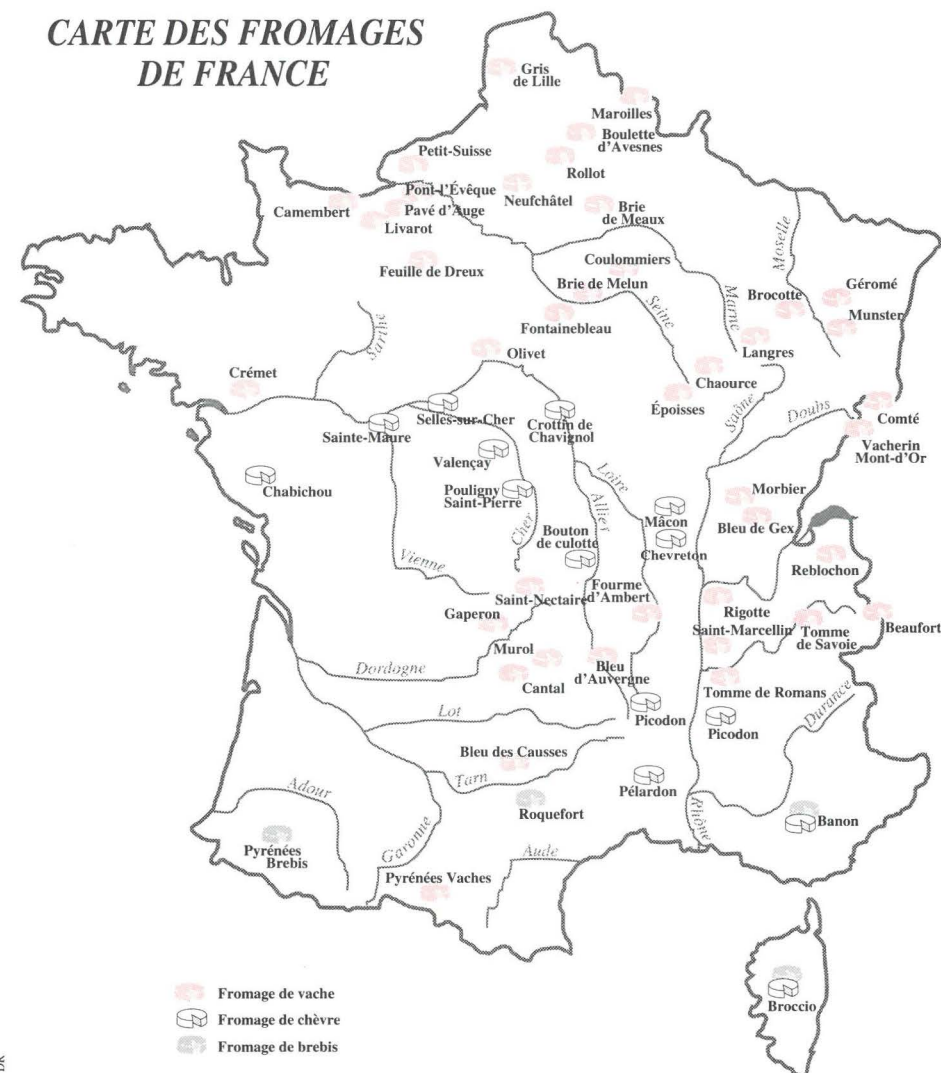 CARTE DES FROMAGES
DE FRANCE
Gris
de Lille
Maroilles
Boulette
d'Avesnes
Petit-Suisse
Rollot
Pont-l'Évêque
Neufchâtel
Camembert
Pavé d'Auge
Brie
de Meaux
Livarot
Moselle
Coulommiers
Feuille de Dreux
Brie de Melun
Brocotte
Géromé
Munster
Seine
Marne
Fontainebleau
Sarthe
Olivet
Langres
Crémet
Chaource
Époisses
Saône
Doubs
Comté
Selles-sur-Cher
Sainte-Maure
Crottin de
Chavignol
Vacherin
Mont-d'Or
Valençay
Loire
Chabichou
Pouligny
Saint-Pierre
Morbier
Allier
Mâcon
Bleu de Gex
Cher
Bouton
de culotte
Chevreton
Vienne
Reblochon
Saint-Nectaire
Fourme
d'Ambert
Gaperon
Rigotte
Saint-Marcellin
Tomme
de Savoie
Beaufort
Murol
Dordogne
Bleu
d'Auvergne
Cantal
Tomme de Romans
Lot
Picodon
Durance
Picodon
Bleu des Causses
Tarn
Pélardon
Adour
Roquefort
Rhône
Banon
Pyrénées
Brebis
Garonne
Aude
Pyrénées Vaches
Fromage de vache
Fromage de chèvre
Fromage de brebis
Broccio
DR